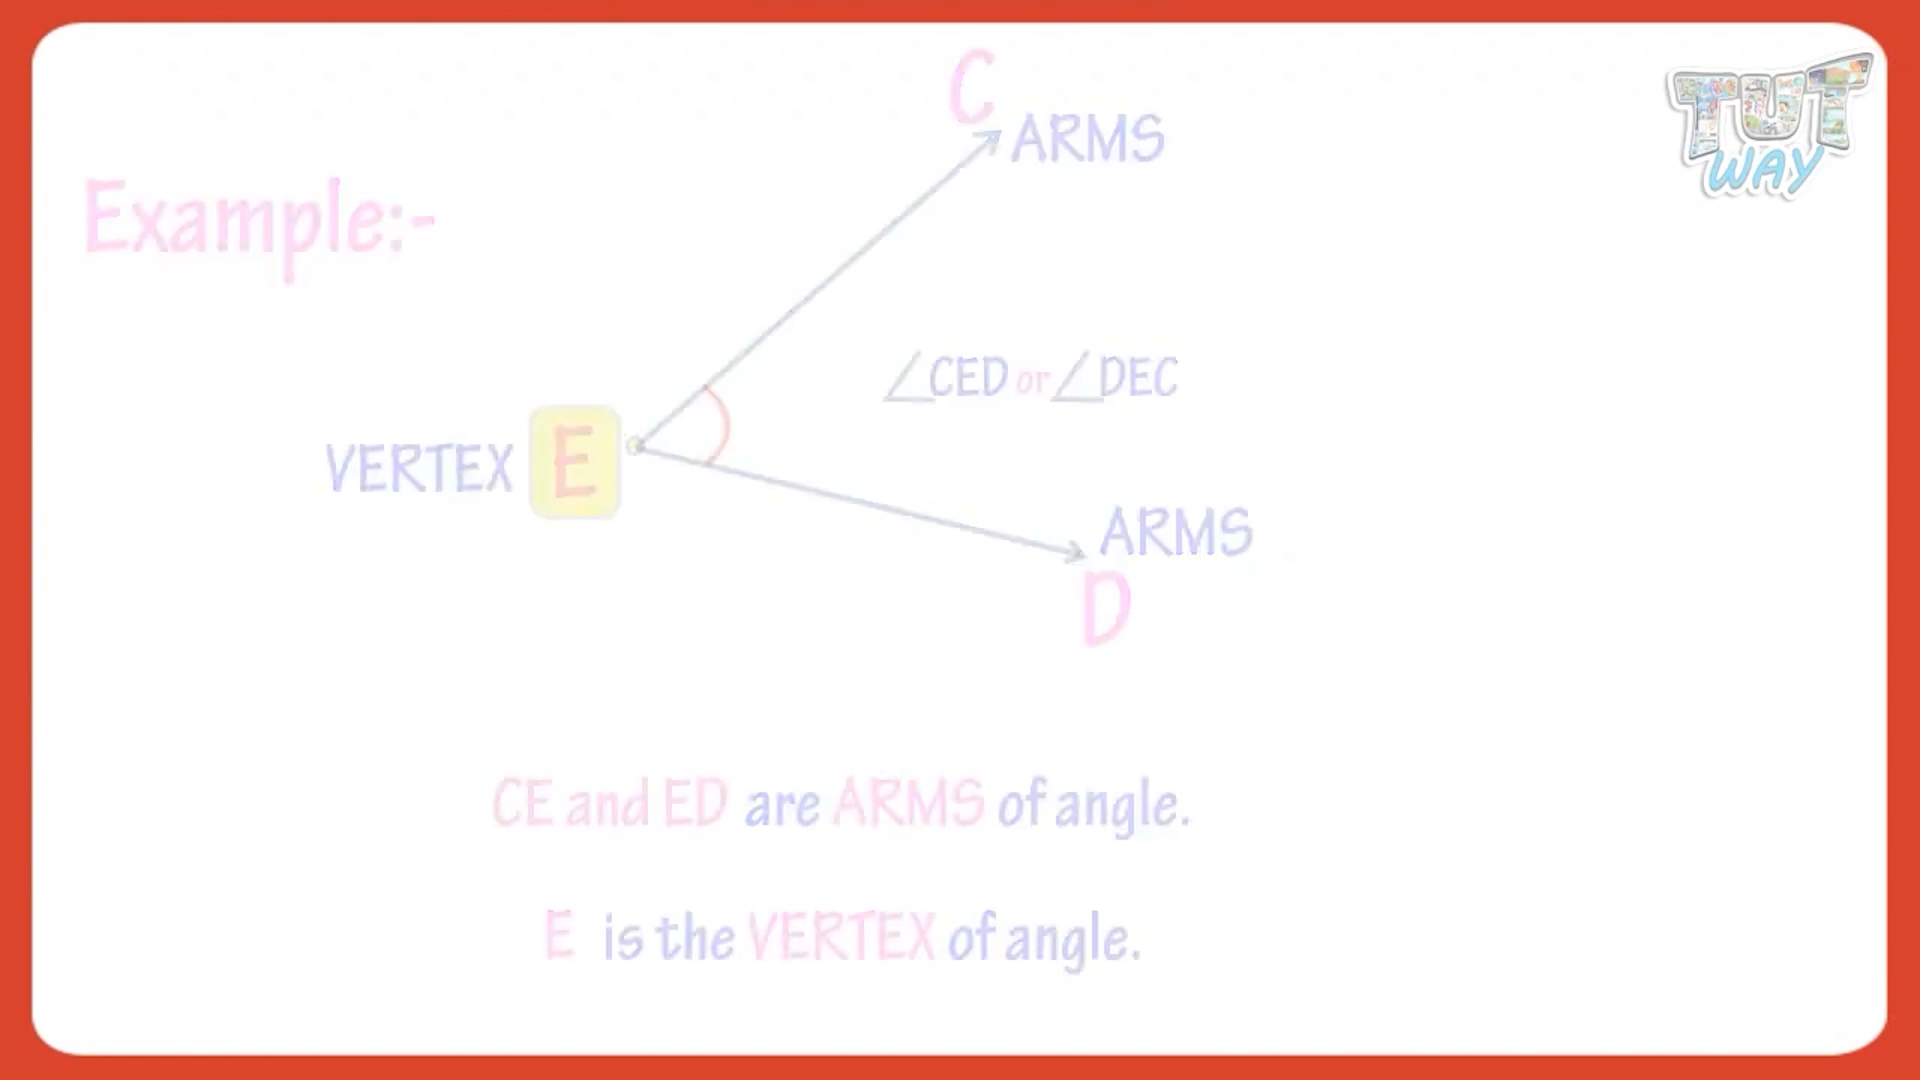 C
ARMS
TUT
WAY
Example:-
∠CED or ∠DEC
VERTEX E
ARMS
D
CE and ED are ARMS of angle.
E is the VERTEX of angle.